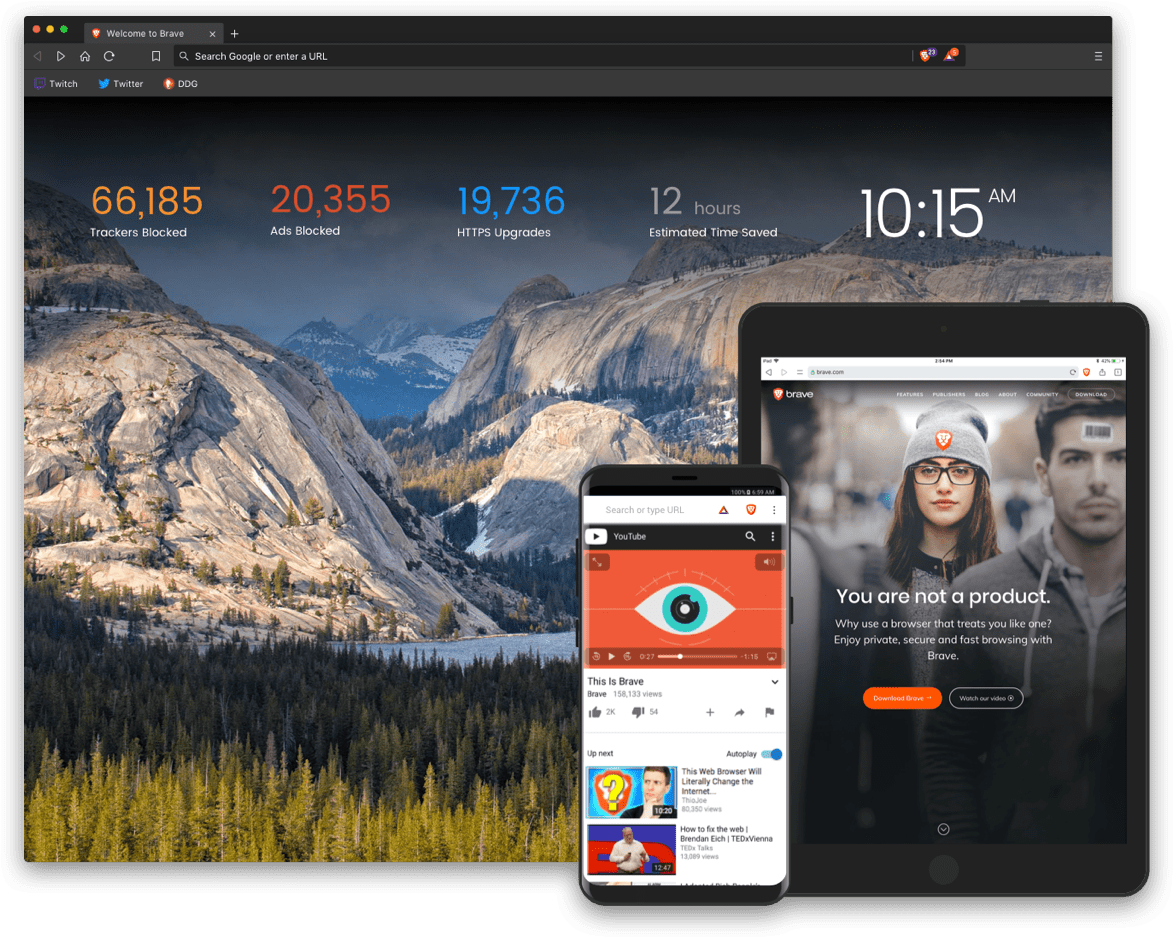 Welcome to Brave
Search Google or enter a URL
23
5
Twitch
Twitter
DDG
66,185
Trackers Blocked
20,355
Ads Blocked
19,736
HTTPS Upgrades
12 hours
Estimated Time Saved
10:15 AM
iPad
2:54 PM
42%
brave.com
brave
FEATURES PUBLISHERS BLOG ABOUT COMMUNITY DOWNLOAD
You are not a product.
Why use a browser that treats you like one?
Enjoy private, secure and fast browsing with
Brave.
Download Brave →
Watch our video
100% 6:59 AM
Search or type URL
YouTube
0:27
-1:15
This Is Brave
Brave 158,133 views
2K
54
Up next
Autoplay
This Web Browser Will
Literally Change the
Internet...
ThioJoe
80,350 views
10:20
How to fix the web |
Brendan Eich | TEDxVienna
TEDx Talks
13,089 views
12:47